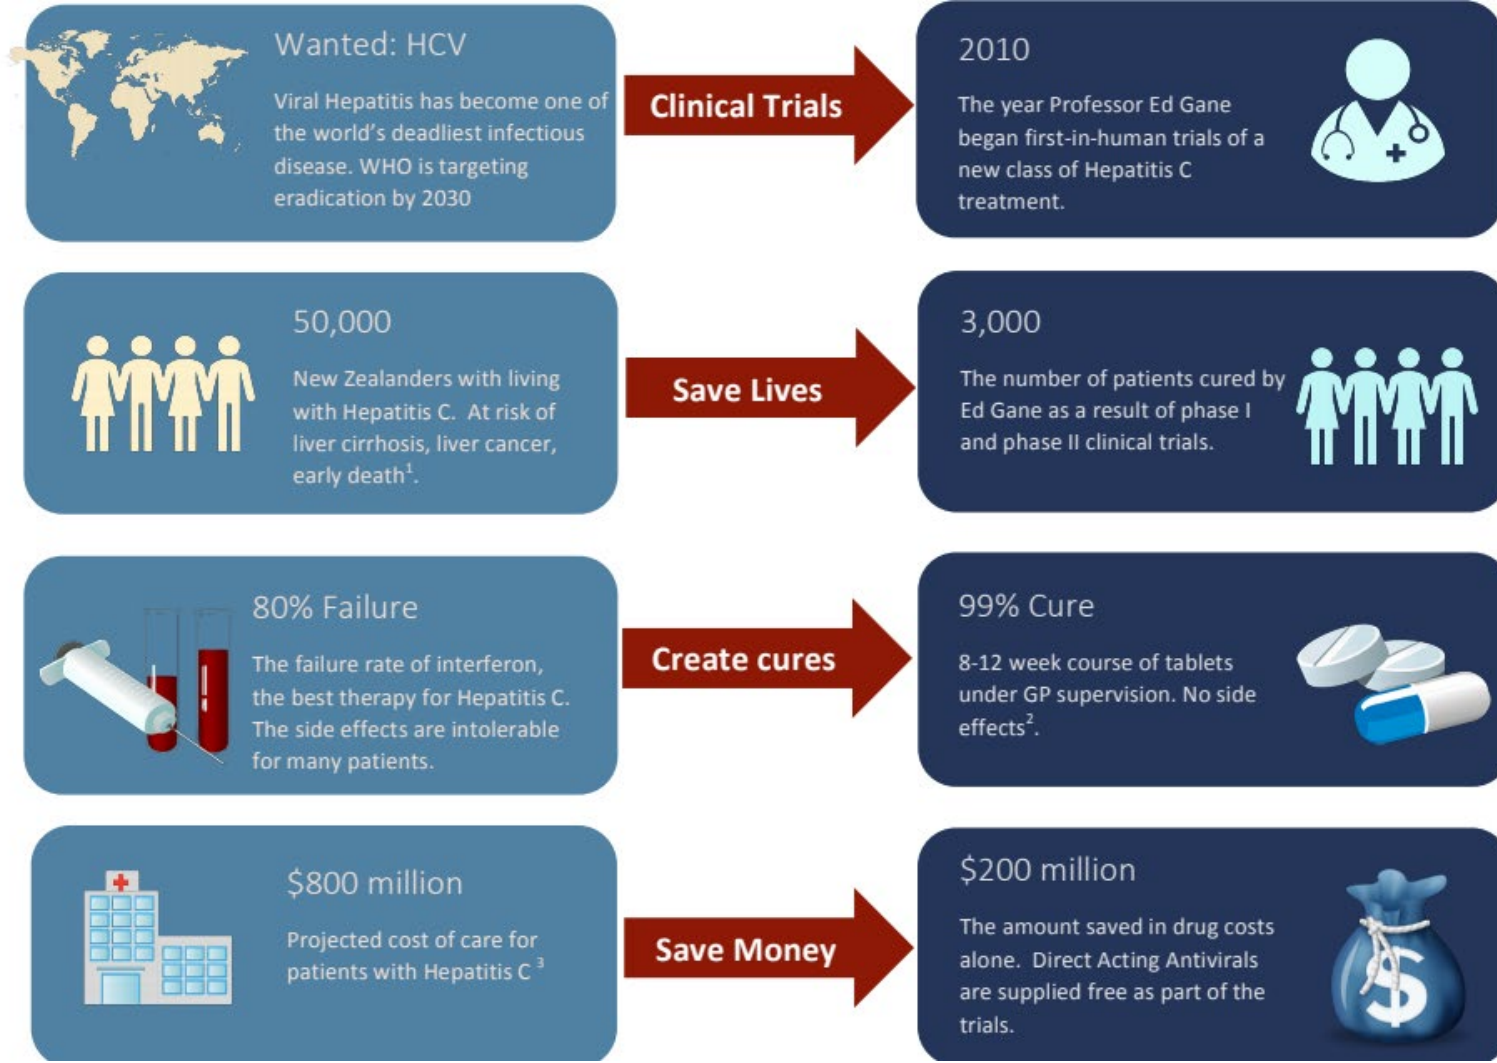 Wanted: HCV
Viral Hepatitis has become one of
the world's deadliest infectious
disease. WHO is targeting
eradication by 2030
Clinical Trials
2010
The year Professor Ed Gane
began first-in-human trials of a
new class of Hepatitis C
treatment.
50,000
New Zealanders with living
with Hepatitis C.  At risk of
liver cirrhosis, liver cancer,
early death¹.
Save Lives
3,000
The number of patients cured by
Ed Gane as a result of phase I
and phase II clinical trials.
80% Failure
The failure rate of interferon,
the best therapy for Hepatitis C.
The side effects are intolerable
for many patients.
Create cures
99% Cure
8-12 week course of tablets
under GP supervision. No side
effects².
$800 million
Projected cost of care for
patients with Hepatitis C ³
Save Money
$200 million
The amount saved in drug costs
alone.  Direct Acting Antivirals
are supplied free as part of the
trials.
$